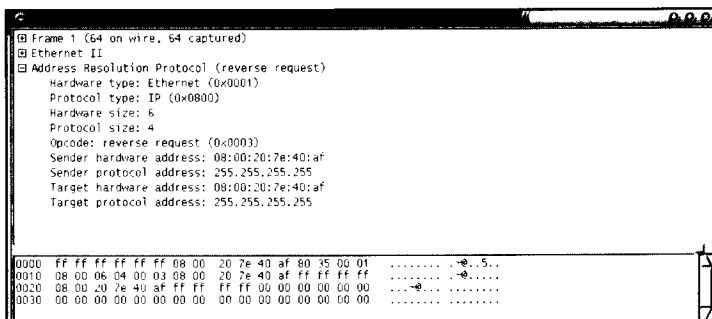 Frame 1 (64 on wire, 64 captured)
Ethernet II
Address Resolution Protocol (reverse request)
Hardware type: Ethernet (0x0001)
Protocol type: IP (0x0800)
Hardware size: 6
Protocol size: 4
Opcode: reverse request (0x0003)
Sender hardware address: 08:00:20:7e:40:af
Sender protocol address: 255.255.255.255
Target hardware address: 08:00:20:7e:40:af
Target protocol address: 255.255.255.255
0000 ff ff ff ff ff ff 08 00 20 7e 40 af 80 35 00 01 ........ ~@..5..
0010 08 00 06 04 00 03 08 00 20 7e 40 af ff ff ff ff ........ ~@.....
0020 08 00 20 7e 40 af ff ff ff ff 00 00 00 00 00 00 .. ~@... ........
0030 00 00 00 00 00 00 00 00 00 00 00 00 00 00 00 00 ........ ........